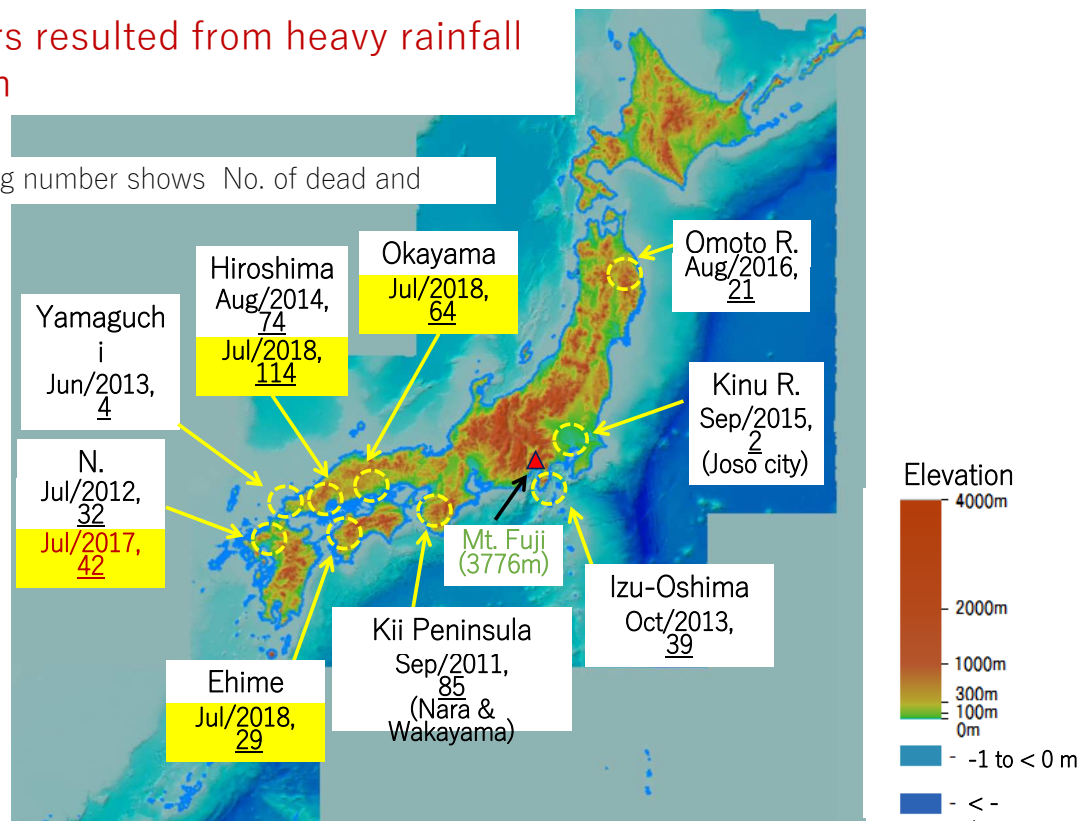 rs resulted from heavy rainfall
g number shows No. of dead and
Okayama
Jul/2018,
64
Hiroshima
Aug/2014,
74
Jul/2018,
114
Yamaguch
i
Jun/2013,
4
N.
Jul/2012,
32
Jul/2017,
42
Omoto R.
Aug/2016,
21
Kinu R.
Sep/2015,
2
(Joso city)
Mt. Fuji
(3776m)
Izu-Oshima
Oct/2013,
39
Kii Peninsula
Sep/2011,
85
(Nara &
Wakayama)
Ehime
Jul/2018,
29
Elevation
4000m
2000m
1000m
300m
100m
0m
- -1 to < 0 m
- < -